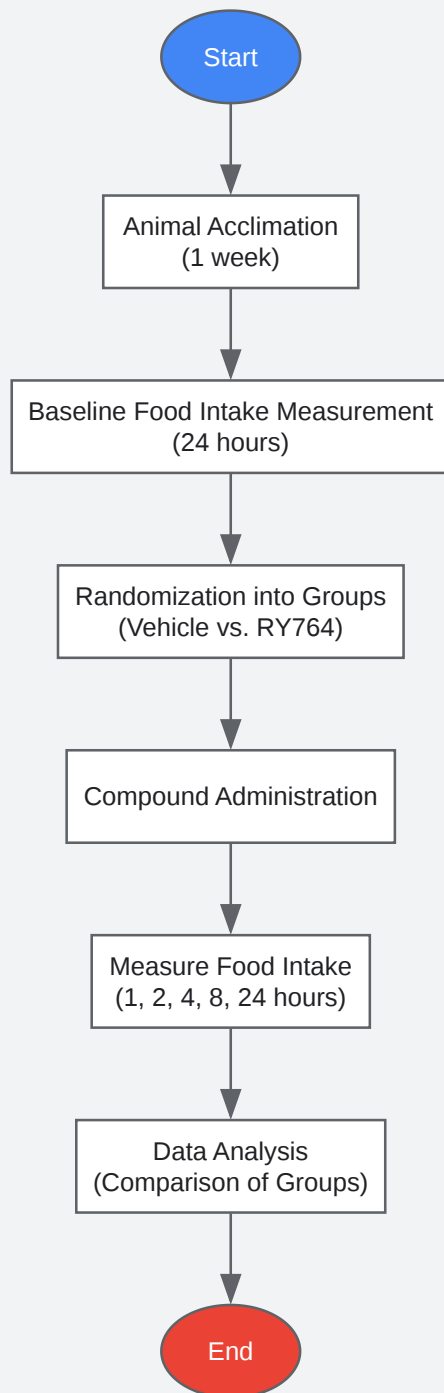 Start
Animal Acclimation
(1 week)
Baseline Food Intake Measurement
(24 hours)
Randomization into Groups
(Vehicle vs. RY764)
Compound Administration
Measure Food Intake
(1, 2, 4, 8, 24 hours)
Data Analysis
(Comparison of Groups)
End